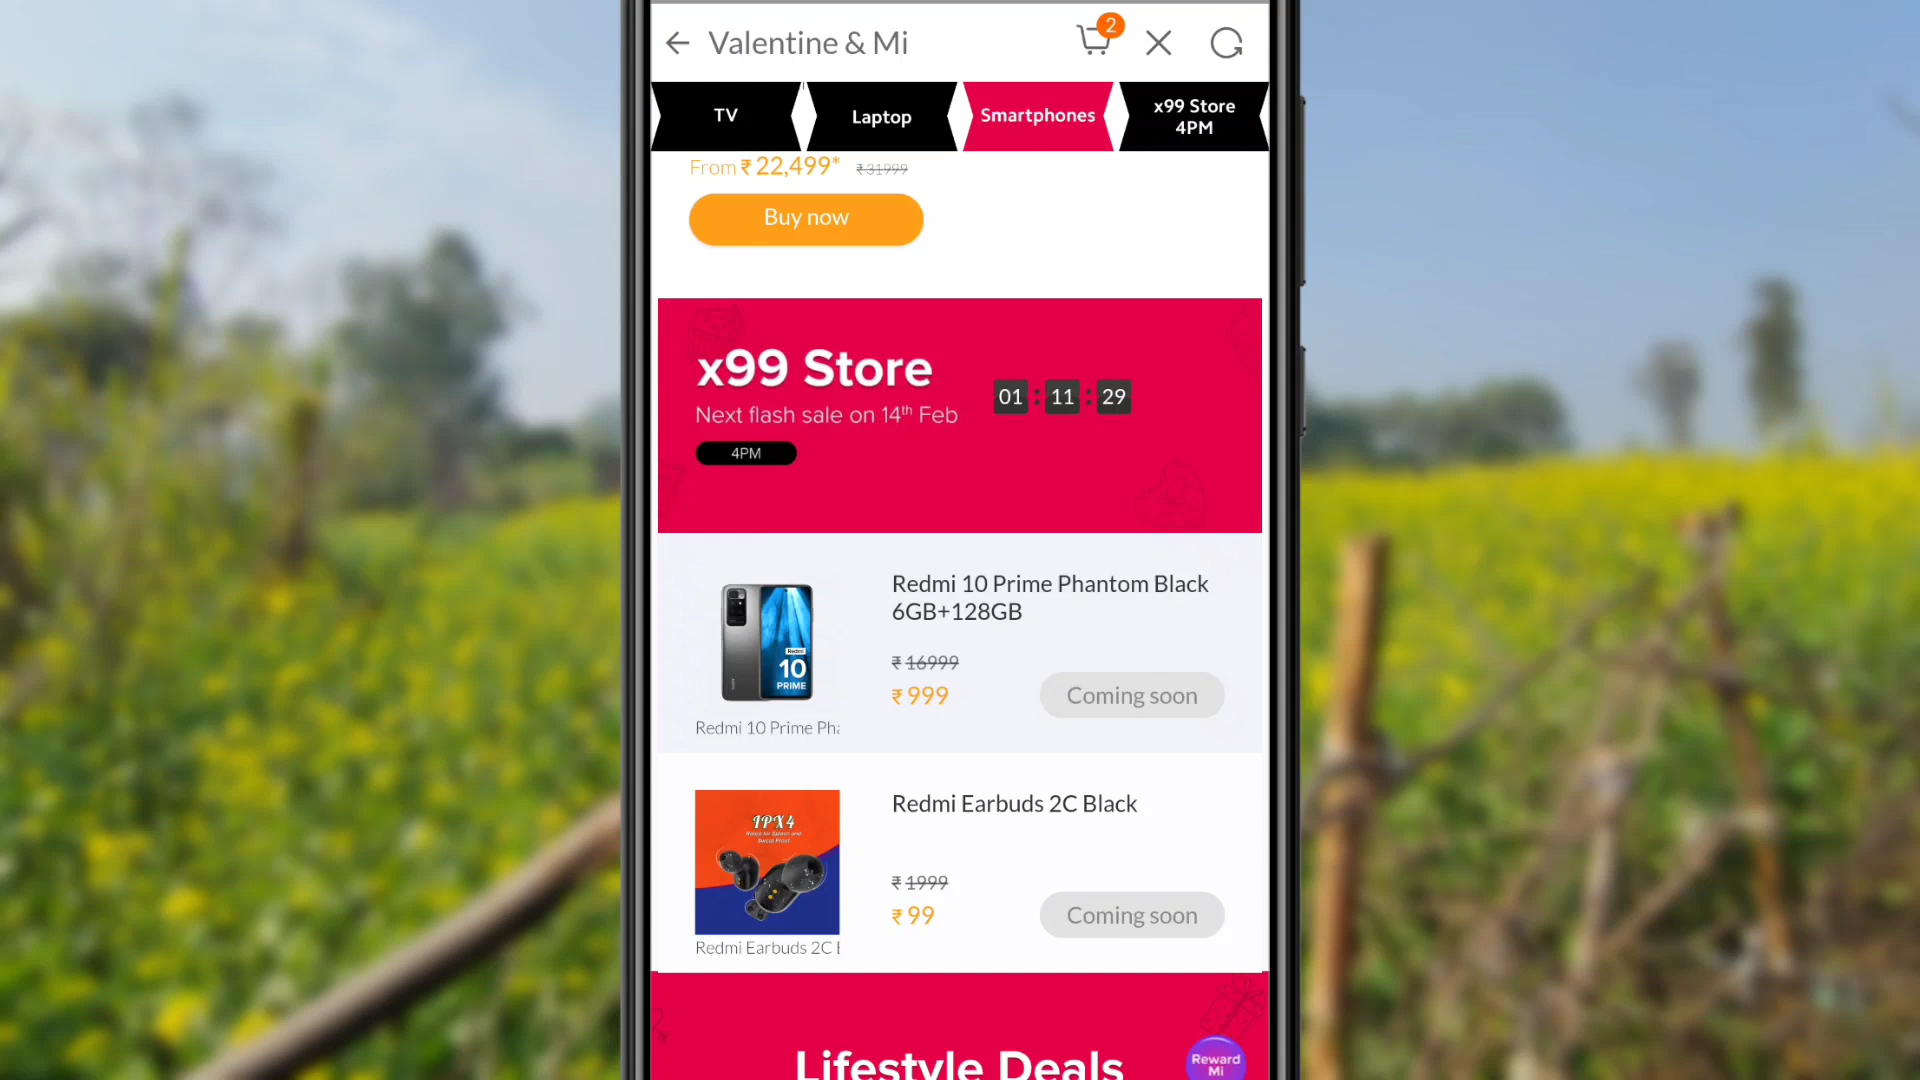 Valentine & Mi
2
TV
Laptop
Smartphones
x99 Store
4PM
From ₹ 22,499* ₹ 31999
Buy now
x99 Store
Next flash sale on 14th Feb
01 : 11 : 29
4PM
Redmi 10 Prime Phantom Black
6GB+128GB
₹ 16999
₹ 999
Coming soon
Redmi
10
PRIME
Redmi 10 Prime Pha
Redmi Earbuds 2C Black
₹ 1999
₹ 99
Coming soon
IPX4
Redmi Earbuds 2C
Lifestyle Deals
Reward
Mi